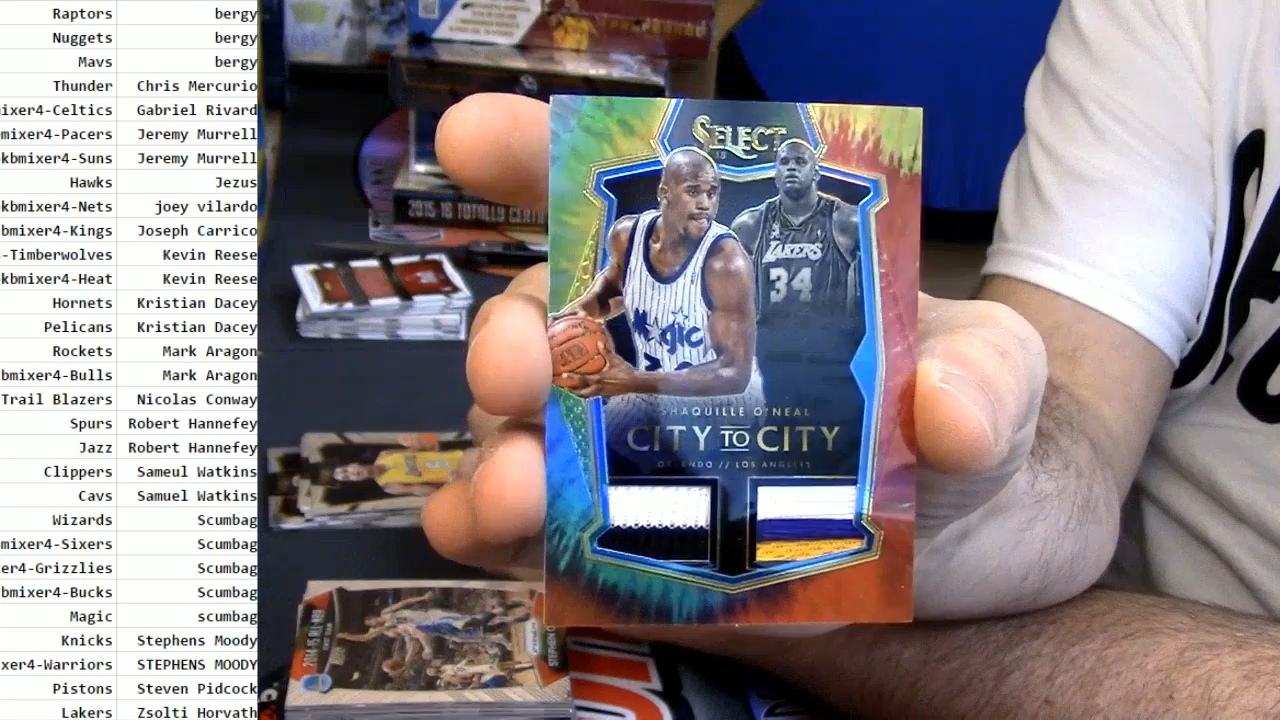 Raptors bergy
Nuggets bergy
Mavs bergy
Thunder Chris Mercurio
ixer4-Celtics Gabriel Rivard
mixer4-Pacers Jeremy Murrell
kbmixer4-Suns Jeremy Murrell
Hawks Jezus
kbmixer4-Nets joey vilardo
bmixer4-Kings Joseph Carrico
-Timberwolves Kevin Reese
kbmixer4-Heat Kevin Reese
Hornets Kristian Dacey
Pelicans Kristian Dacey
Rockets Mark Aragon
bmixer4-Bulls Mark Aragon
Trail Blazers Nicolas Conway
Spurs Robert Hannefey
Jazz Robert Hannefey
Clippers Sameul Watkins
Cavs Samuel Watkins
Wizards Scumbag
mixer4-Sixers Scumbag
er4-Grizzlies Scumbag
bmixer4-Bucks Scumbag
Magic scumbag
Knicks Stephens Moody
xer4-Warriors STEPHENS MOODY
Pistons Steven Pidcock
Lakers Zsolti Horvath
PREFERRED
2015-16 TOTALLY
SELECT
LAKERS
34
Magic
SHAQUILLE O'NEAL
CITY TO CITY
ORLANDO // LOS ANGELES